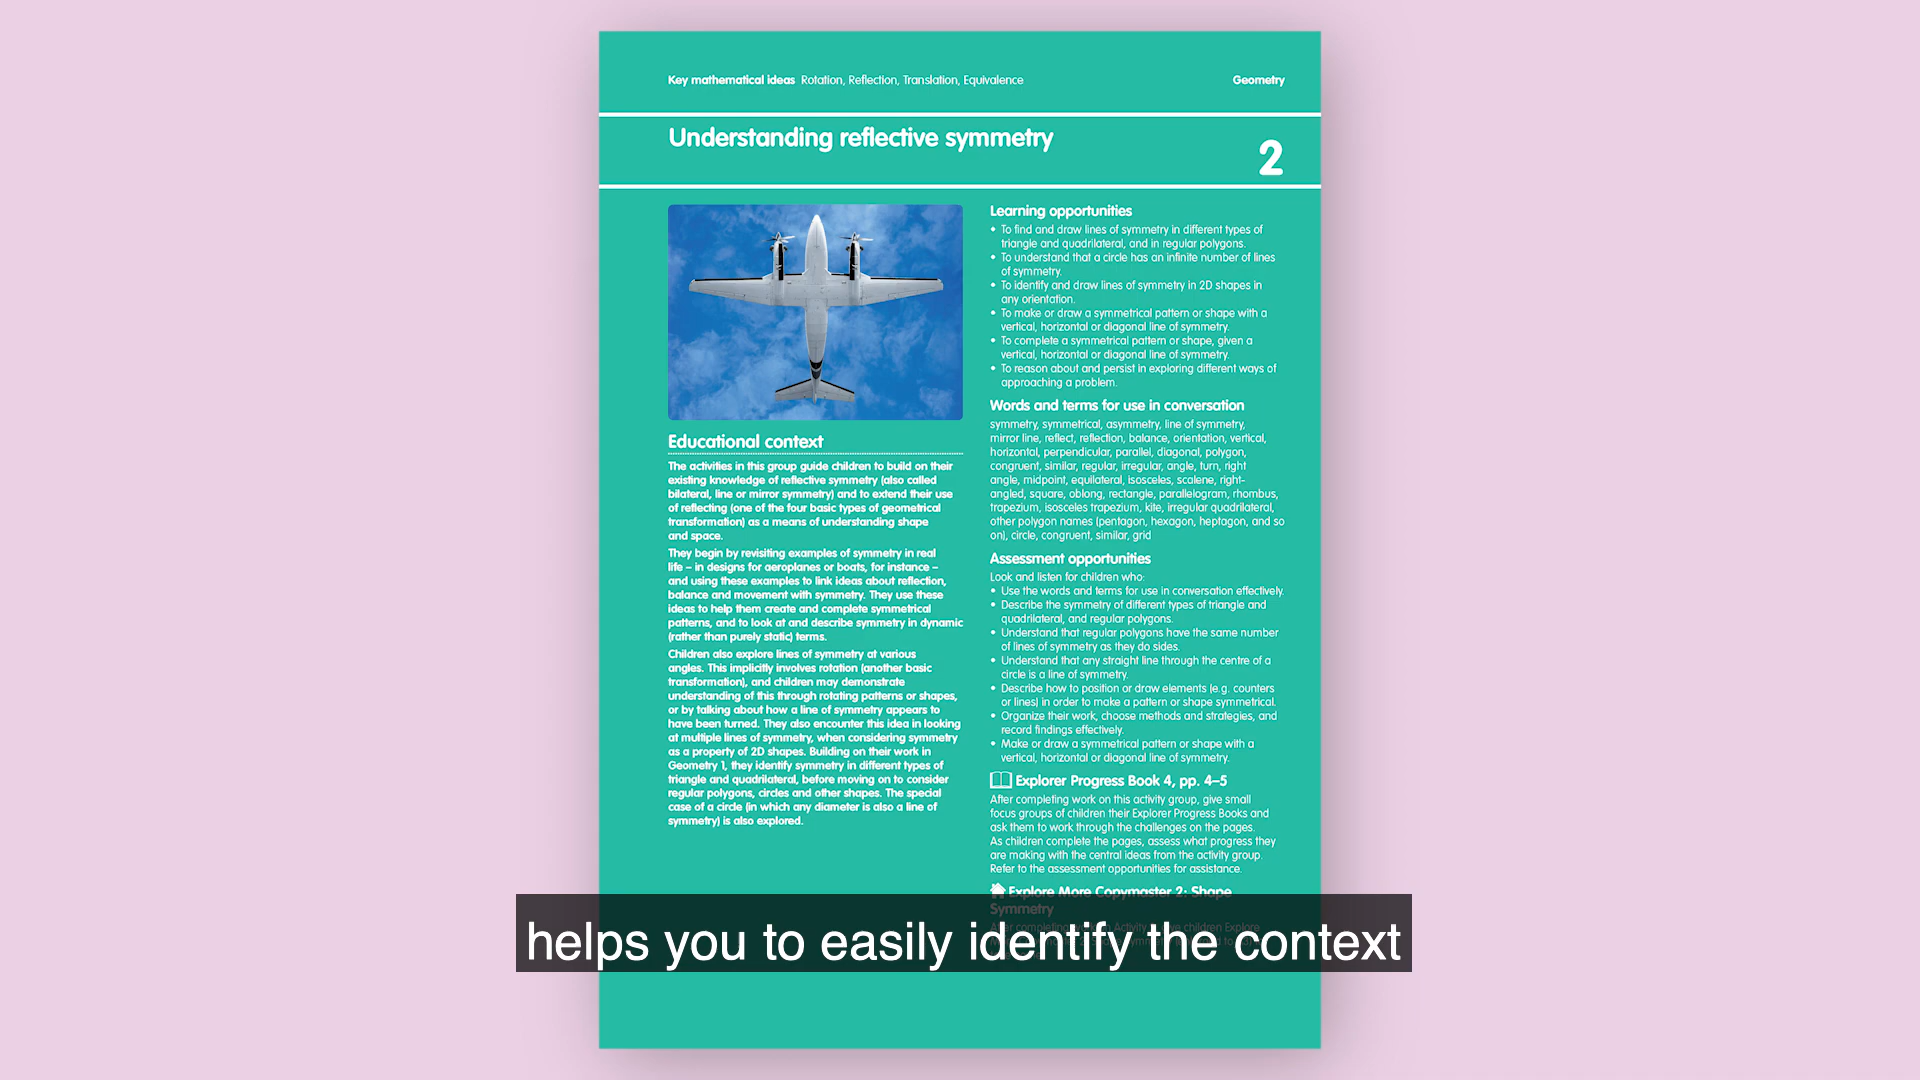 Key mathematical ideas Rotation, Reflection, Translation, Equivalence
Geometry
Understanding reflective symmetry
2
Educational context
The activities in this group guide children to build on their
existing knowledge of reflective symmetry (also called
bilateral, line or mirror symmetry) and to extend their use
of reflecting (one of the four basic types of geometrical
transformation) as a means of understanding shape
and space.
They begin by revisiting examples of symmetry in real
life – in designs for aeroplanes or boats, for instance –
and using these examples to link ideas about reflection,
balance and movement with symmetry. They use these
ideas to help them create and complete symmetrical
patterns, and to look at and describe symmetry in dynamic
(rather than purely static) terms.
Children also explore lines of symmetry at various
angles. This implicitly involves rotation (another basic
transformation), and children may demonstrate
understanding of this through rotating patterns or shapes,
or by talking about how a line of symmetry appears to
have been turned. They also encounter this idea in looking
at multiple lines of symmetry, when considering symmetry
as a property of 2D shapes. Building on their work in
Geometry 1, they identify symmetry in different types of
triangle and quadrilateral, before moving on to consider
regular polygons, circles and other shapes. The special
case of a circle (in which any diameter is also a line of
symmetry) is also explored.
Learning opportunities
• To find and draw lines of symmetry in different types of
triangle and quadrilateral, and in regular polygons.
• To understand that a circle has an infinite number of lines
of symmetry.
• To identify and draw lines of symmetry in 2D shapes in
any orientation.
• To make or draw a symmetrical pattern or shape with a
vertical, horizontal or diagonal line of symmetry.
• To complete a symmetrical pattern or shape, given a
vertical, horizontal or diagonal line of symmetry.
• To reason about and persist in exploring different ways of
approaching a problem.
Words and terms for use in conversation
symmetry, symmetrical, asymmetry, line of symmetry,
mirror line, reflect, reflection, balance, orientation, vertical,
horizontal, perpendicular, parallel, diagonal, polygon,
congruent, similar, regular, irregular, angle, turn, right
angle, midpoint, equilateral, isosceles, scalene, right-
angled, square, oblong, rectangle, parallelogram, rhombus,
trapezium, isosceles trapezium, kite, irregular quadrilateral,
other polygon names (pentagon, hexagon, heptagon, and so
on), circle, congruent, similar, grid
Assessment opportunities
Look and listen for children who:
• Use the words and terms for use in conversation effectively.
• Describe the symmetry of different types of triangle and
quadrilateral, and regular polygons.
• Understand that regular polygons have the same number
of lines of symmetry as they do sides.
• Understand that any straight line through the centre of a
circle is a line of symmetry.
• Describe how to position or draw elements (e.g. counters
or lines) in order to make a pattern or shape symmetrical.
• Organize their work, choose methods and strategies, and
record findings effectively.
• Make or draw a symmetrical pattern or shape with a
vertical, horizontal or diagonal line of symmetry.
Explorer Progress Book 4, pp. 4–5
After completing work on this activity group, give small
focus groups of children their Explorer Progress Books and
ask them to work through the challenges on the pages.
As children complete the pages, assess what progress they
are making with the central ideas from the activity group.
Refer to the assessment opportunities for assistance.
Explore More Copymaster 2: Shape
Symmetry
After completing Activity children Explore
helps you to easily identify the context